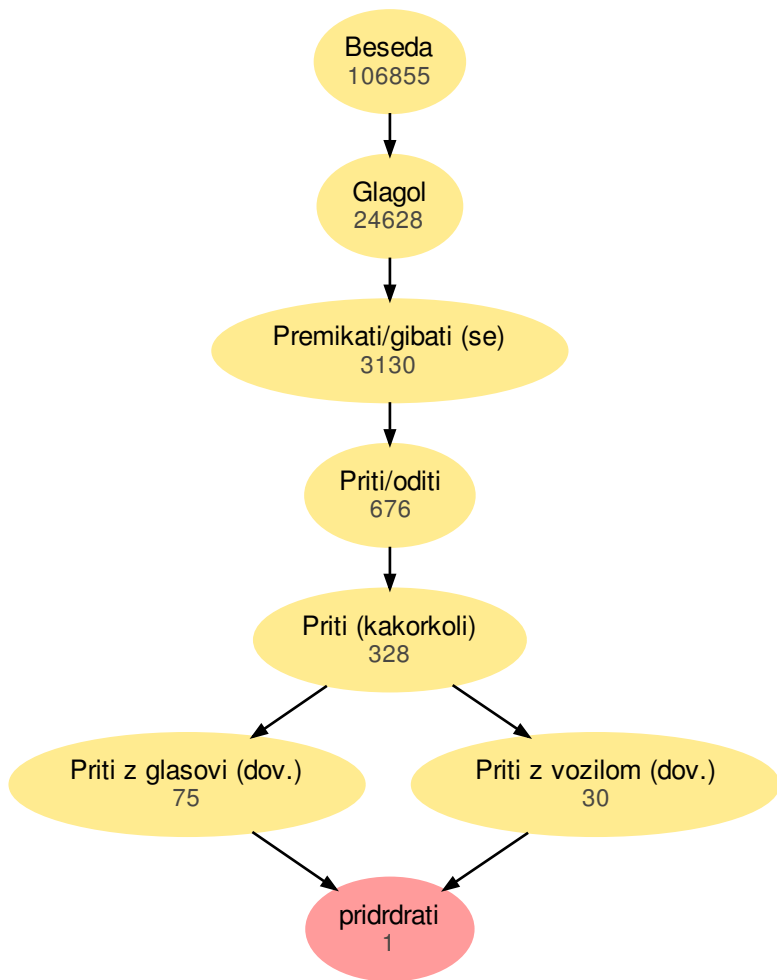 Beseda
106855
Glagol
24628
Premikati/gibati (se)
3130
Priti/oditi
676
Priti (kakorkoli)
328
Priti z glasovi (dov.)
75
Priti z vozilom (dov.)
30
pridrdrati
1